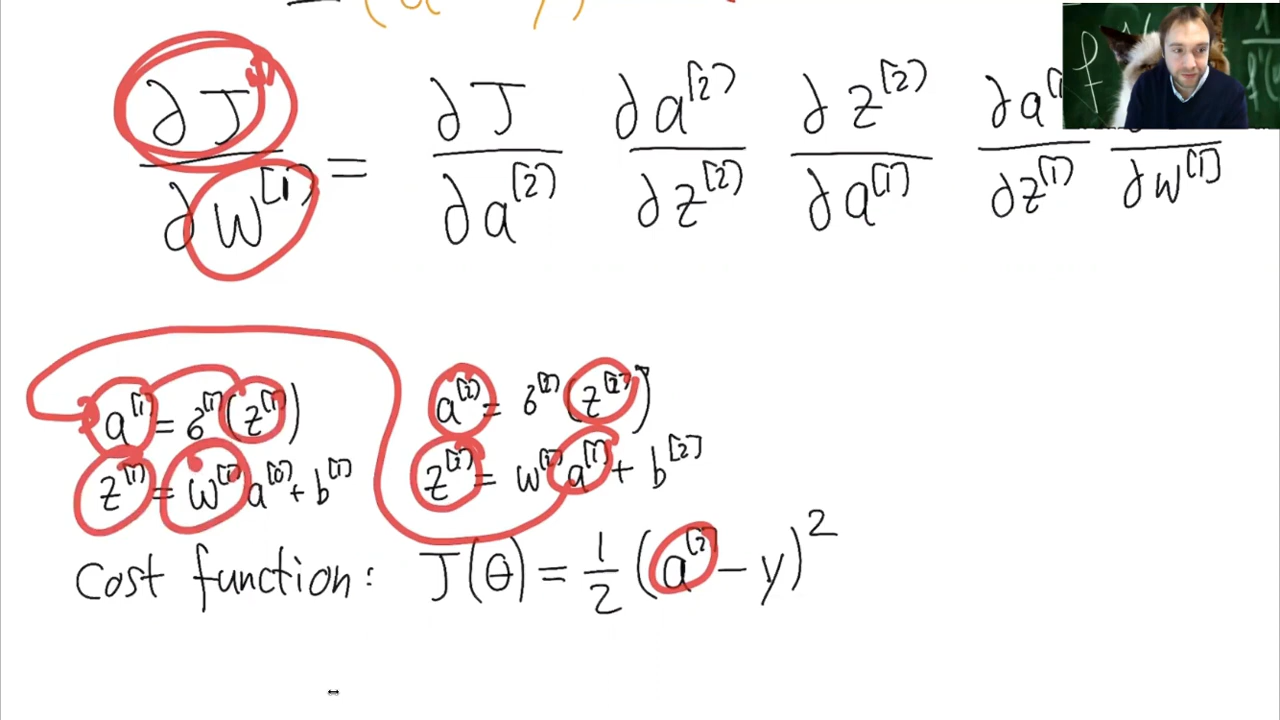 = (a - y)
∂J/∂W^[1] = ∂J/∂a^[2] ∂a^[2]/∂z^[2] ∂z^[2]/∂a^[1] ∂a^[1]/∂z^[1] /∂w^[1]
a^[1] = σ^[1](z^[1]) a^[2] = σ^[2](z^[2])
z^[1] = w^[1] a^[0] + b^[1] z^[2] = w^[2] a^[1] + b^[2]
Cost function: J(θ) = 1/2 (a^[2] - y)^2